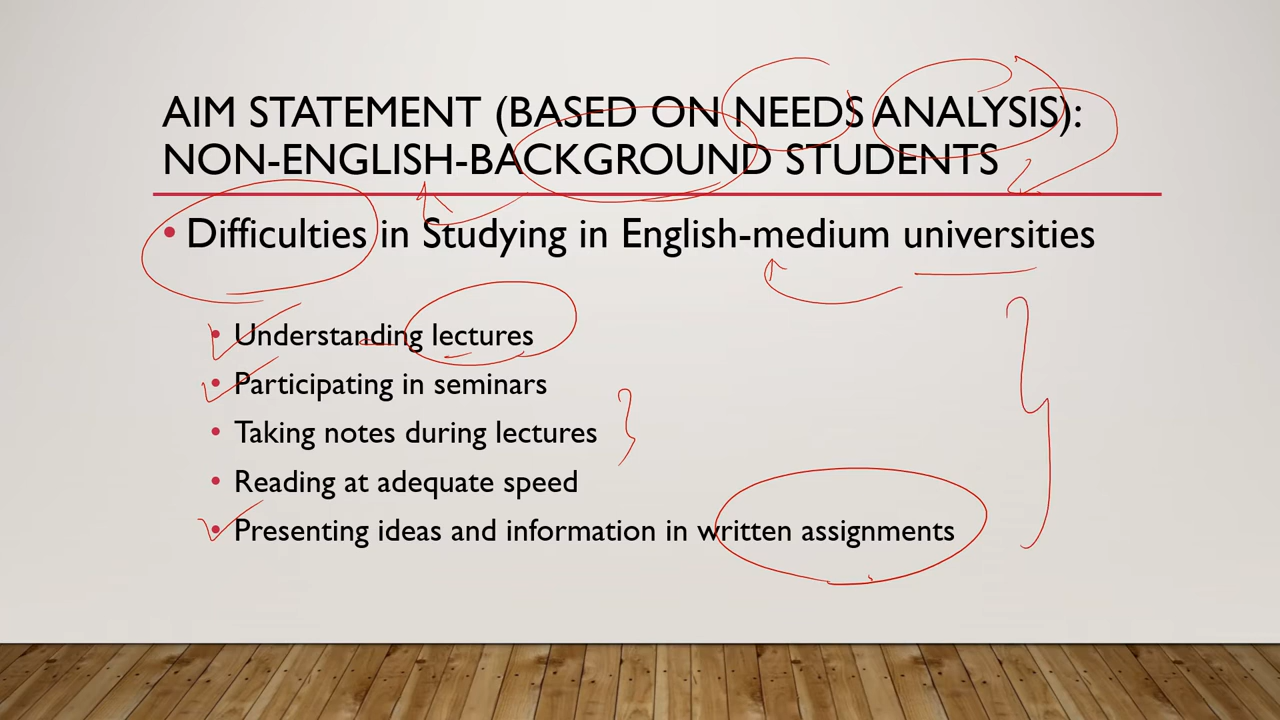 AIM STATEMENT (BASED ON NEEDS ANALYSIS):
NON-ENGLISH-BACKGROUND STUDENTS
• Difficulties in Studying in English-medium universities
• Understanding lectures
• Participating in seminars
• Taking notes during lectures
• Reading at adequate speed
• Presenting ideas and information in written assignments